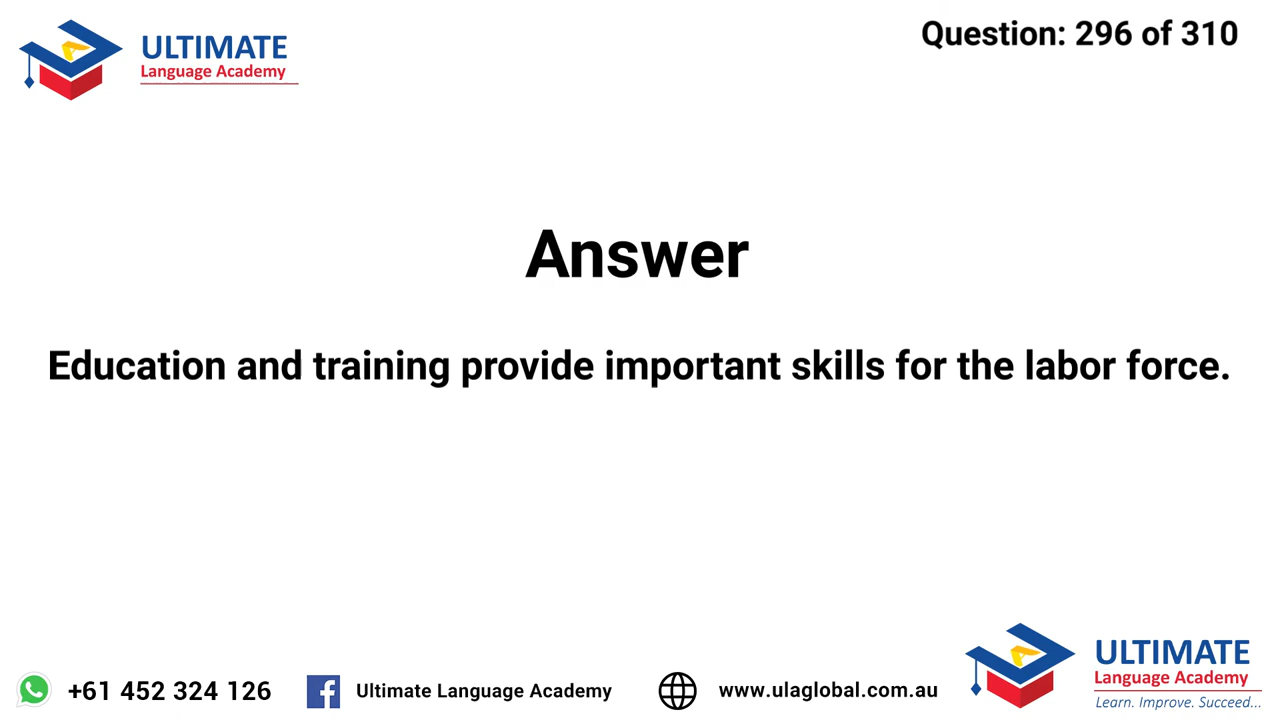 ULTIMATE
Language Academy
Question: 296 of 310
Answer
Education and training provide important skills for the labor force.
+61 452 324 126
Ultimate Language Academy
www.ulaglobal.com.au
ULTIMATE
Language Academy
Learn. Improve. Succeed...